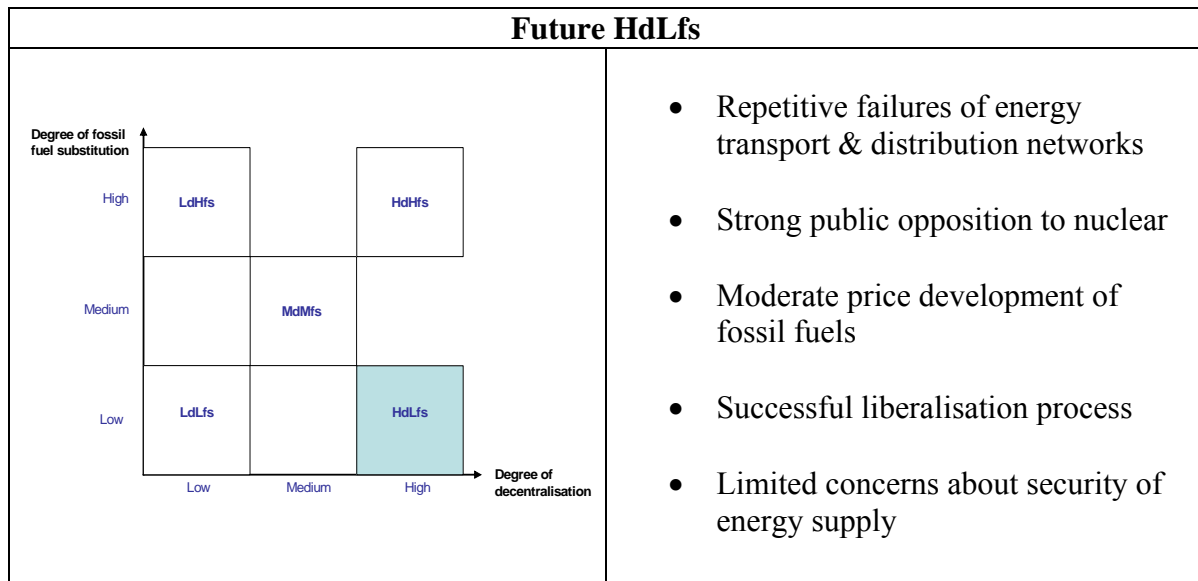 Future HdLfs
Degree of fossil
fuel substitution
High
LdHfs
HdHfs
Medium
MdMfs
Low
LdLfs
HdLfs
Low
Medium
High
Degree of
decentralisation
• Repetitive failures of energy
transport & distribution networks
• Strong public opposition to nuclear
• Moderate price development of
fossil fuels
• Successful liberalisation process
• Limited concerns about security of
energy supply